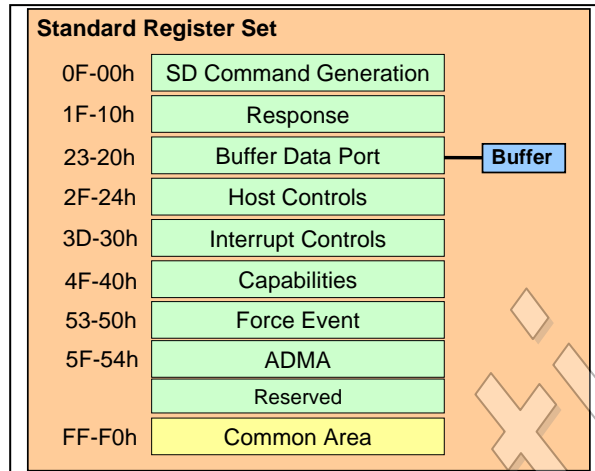 Standard Register Set
0F-00h SD Command Generation
1F-10h Response
23-20h Buffer Data Port Buffer
2F-24h Host Controls
3D-30h Interrupt Controls
4F-40h Capabilities
53-50h Force Event
5F-54h ADMA
Reserved
FF-F0h Common Area